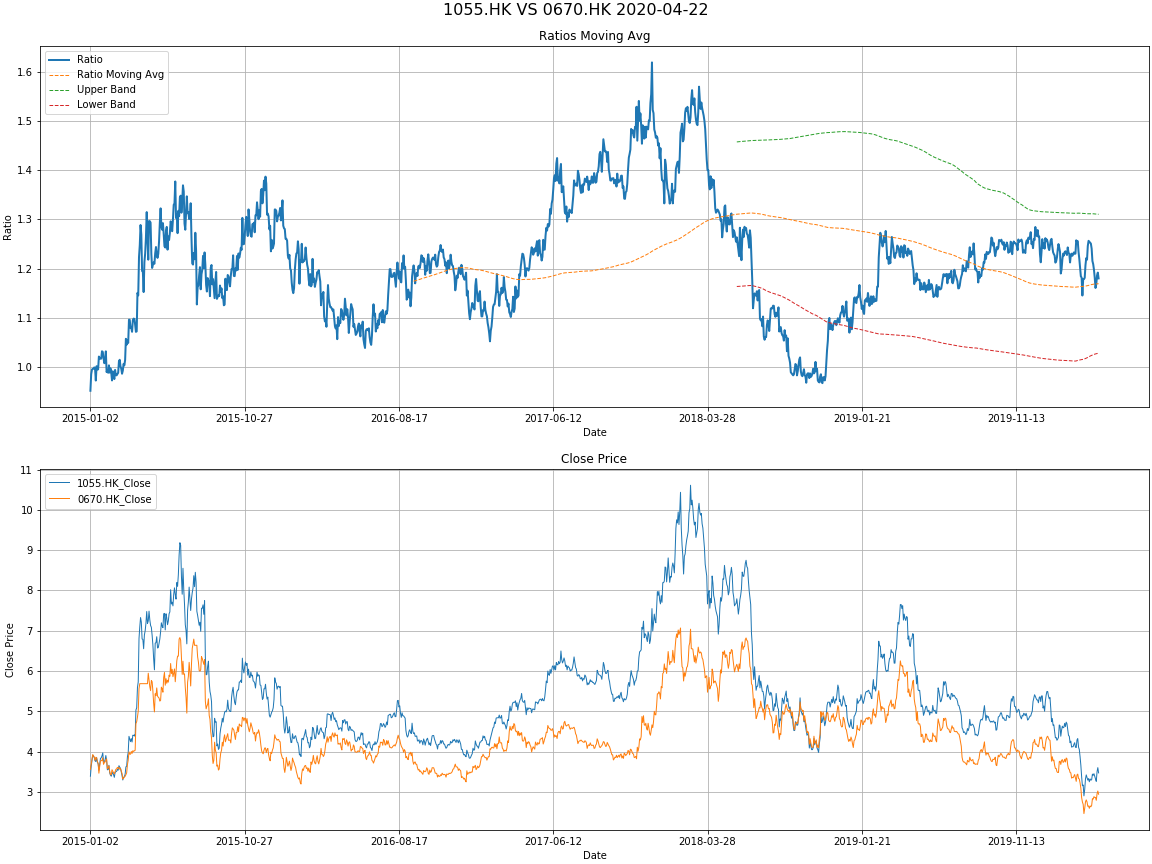 1055.HK VS 0670.HK 2020-04-22
Ratios Moving Avg
Ratio
Ratio Moving Avg
Upper Band
Lower Band
1.6
1.5
1.4
1.3
1.2
1.1
1.0
Ratio
2015-01-02 2015-10-27 2016-08-17 2017-06-12 2018-03-28 2019-01-21 2019-11-13
Date
Close Price
1055.HK_Close
0670.HK_Close
11
10
9
8
7
6
5
4
3
Close Price
2015-01-02 2015-10-27 2016-08-17 2017-06-12 2018-03-28 2019-01-21 2019-11-13
Date